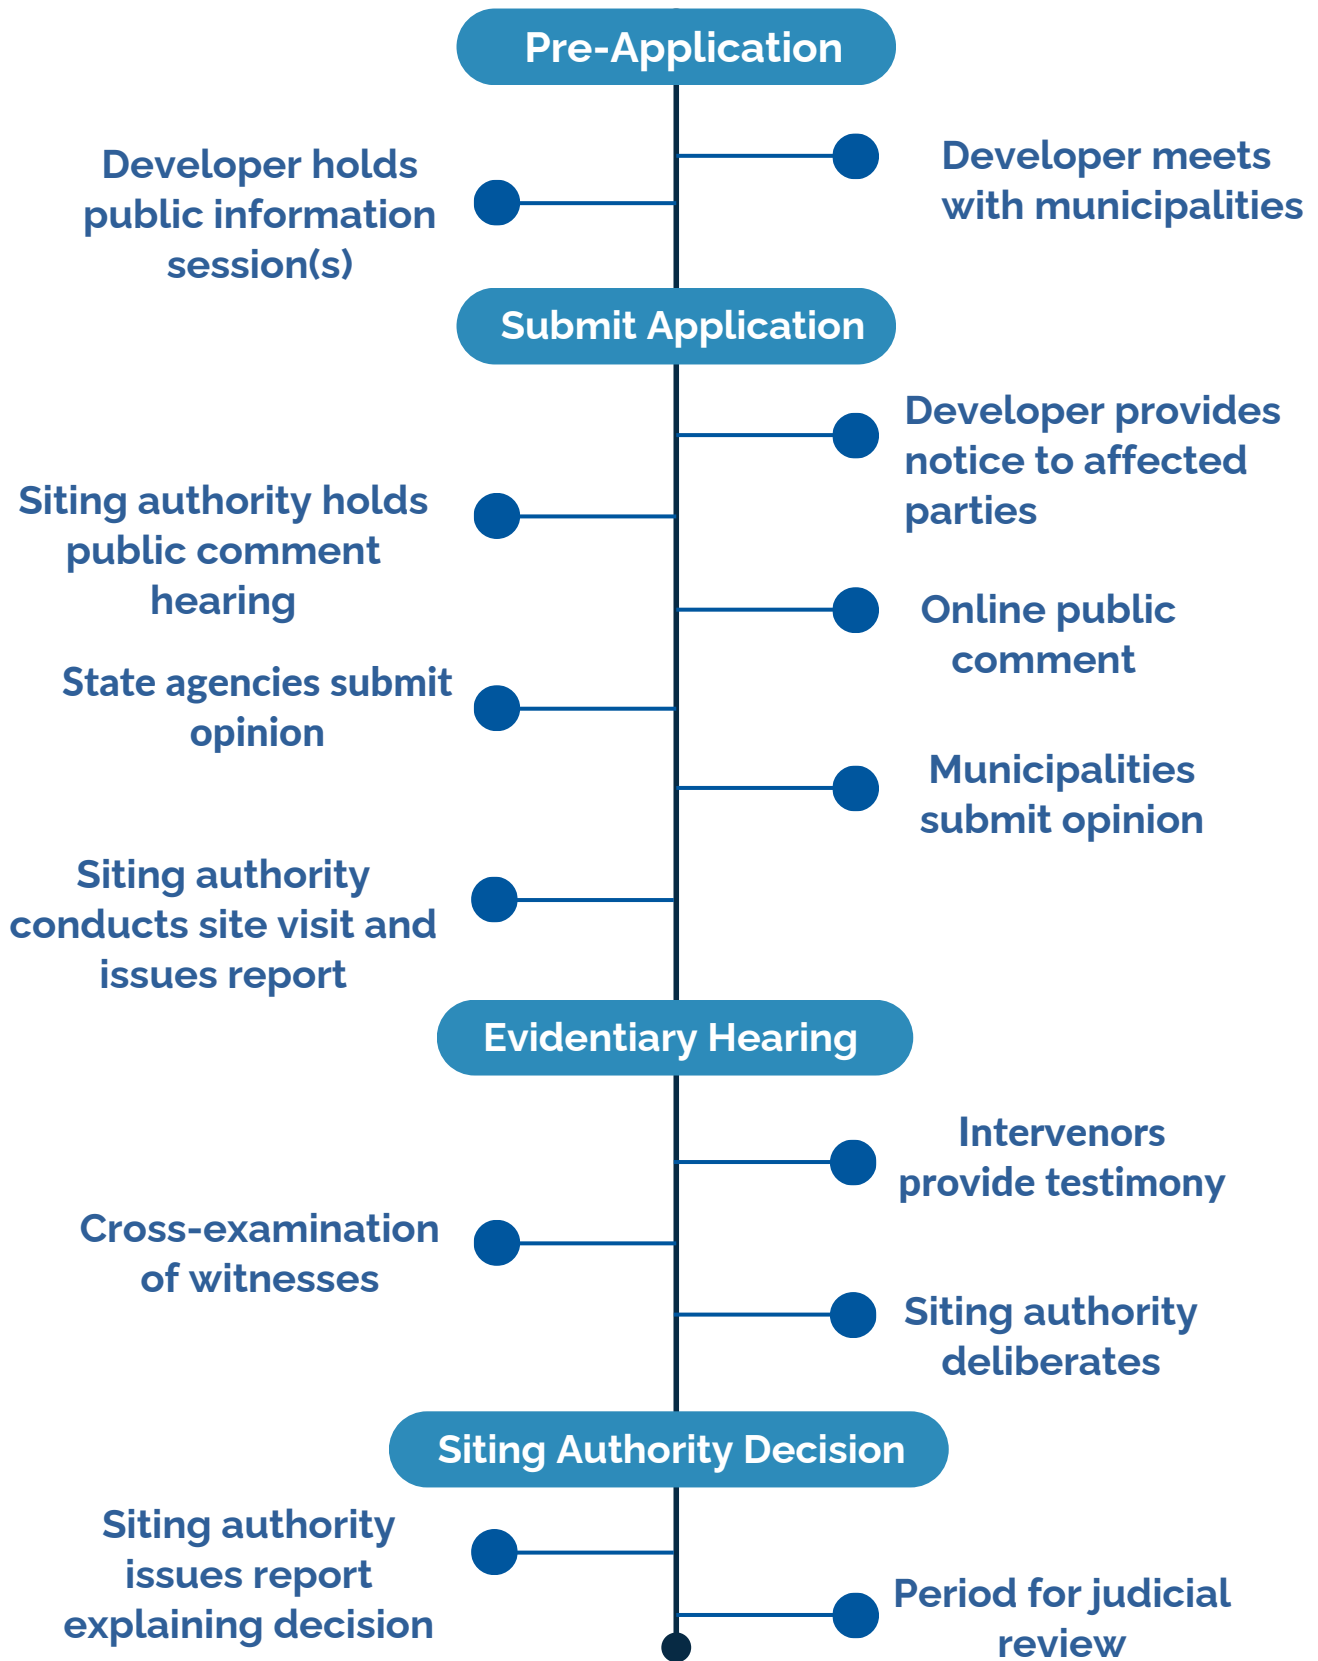 Pre-Application
Developer meets
with municipalities
Developer holds
public information
session(s)
Submit Application
Developer provides
notice to affected
parties
Siting authority holds
public comment
hearing
Online public
comment
State agencies submit
opinion
Municipalities
submit opinion
Siting authority
conducts site visit and
issues report
Evidentiary Hearing
Intervenors
provide testimony
Cross-examination
of witnesses
Siting authority
deliberates
Siting Authority Decision
Siting authority
issues report
explaining decision
Period for judicial
review